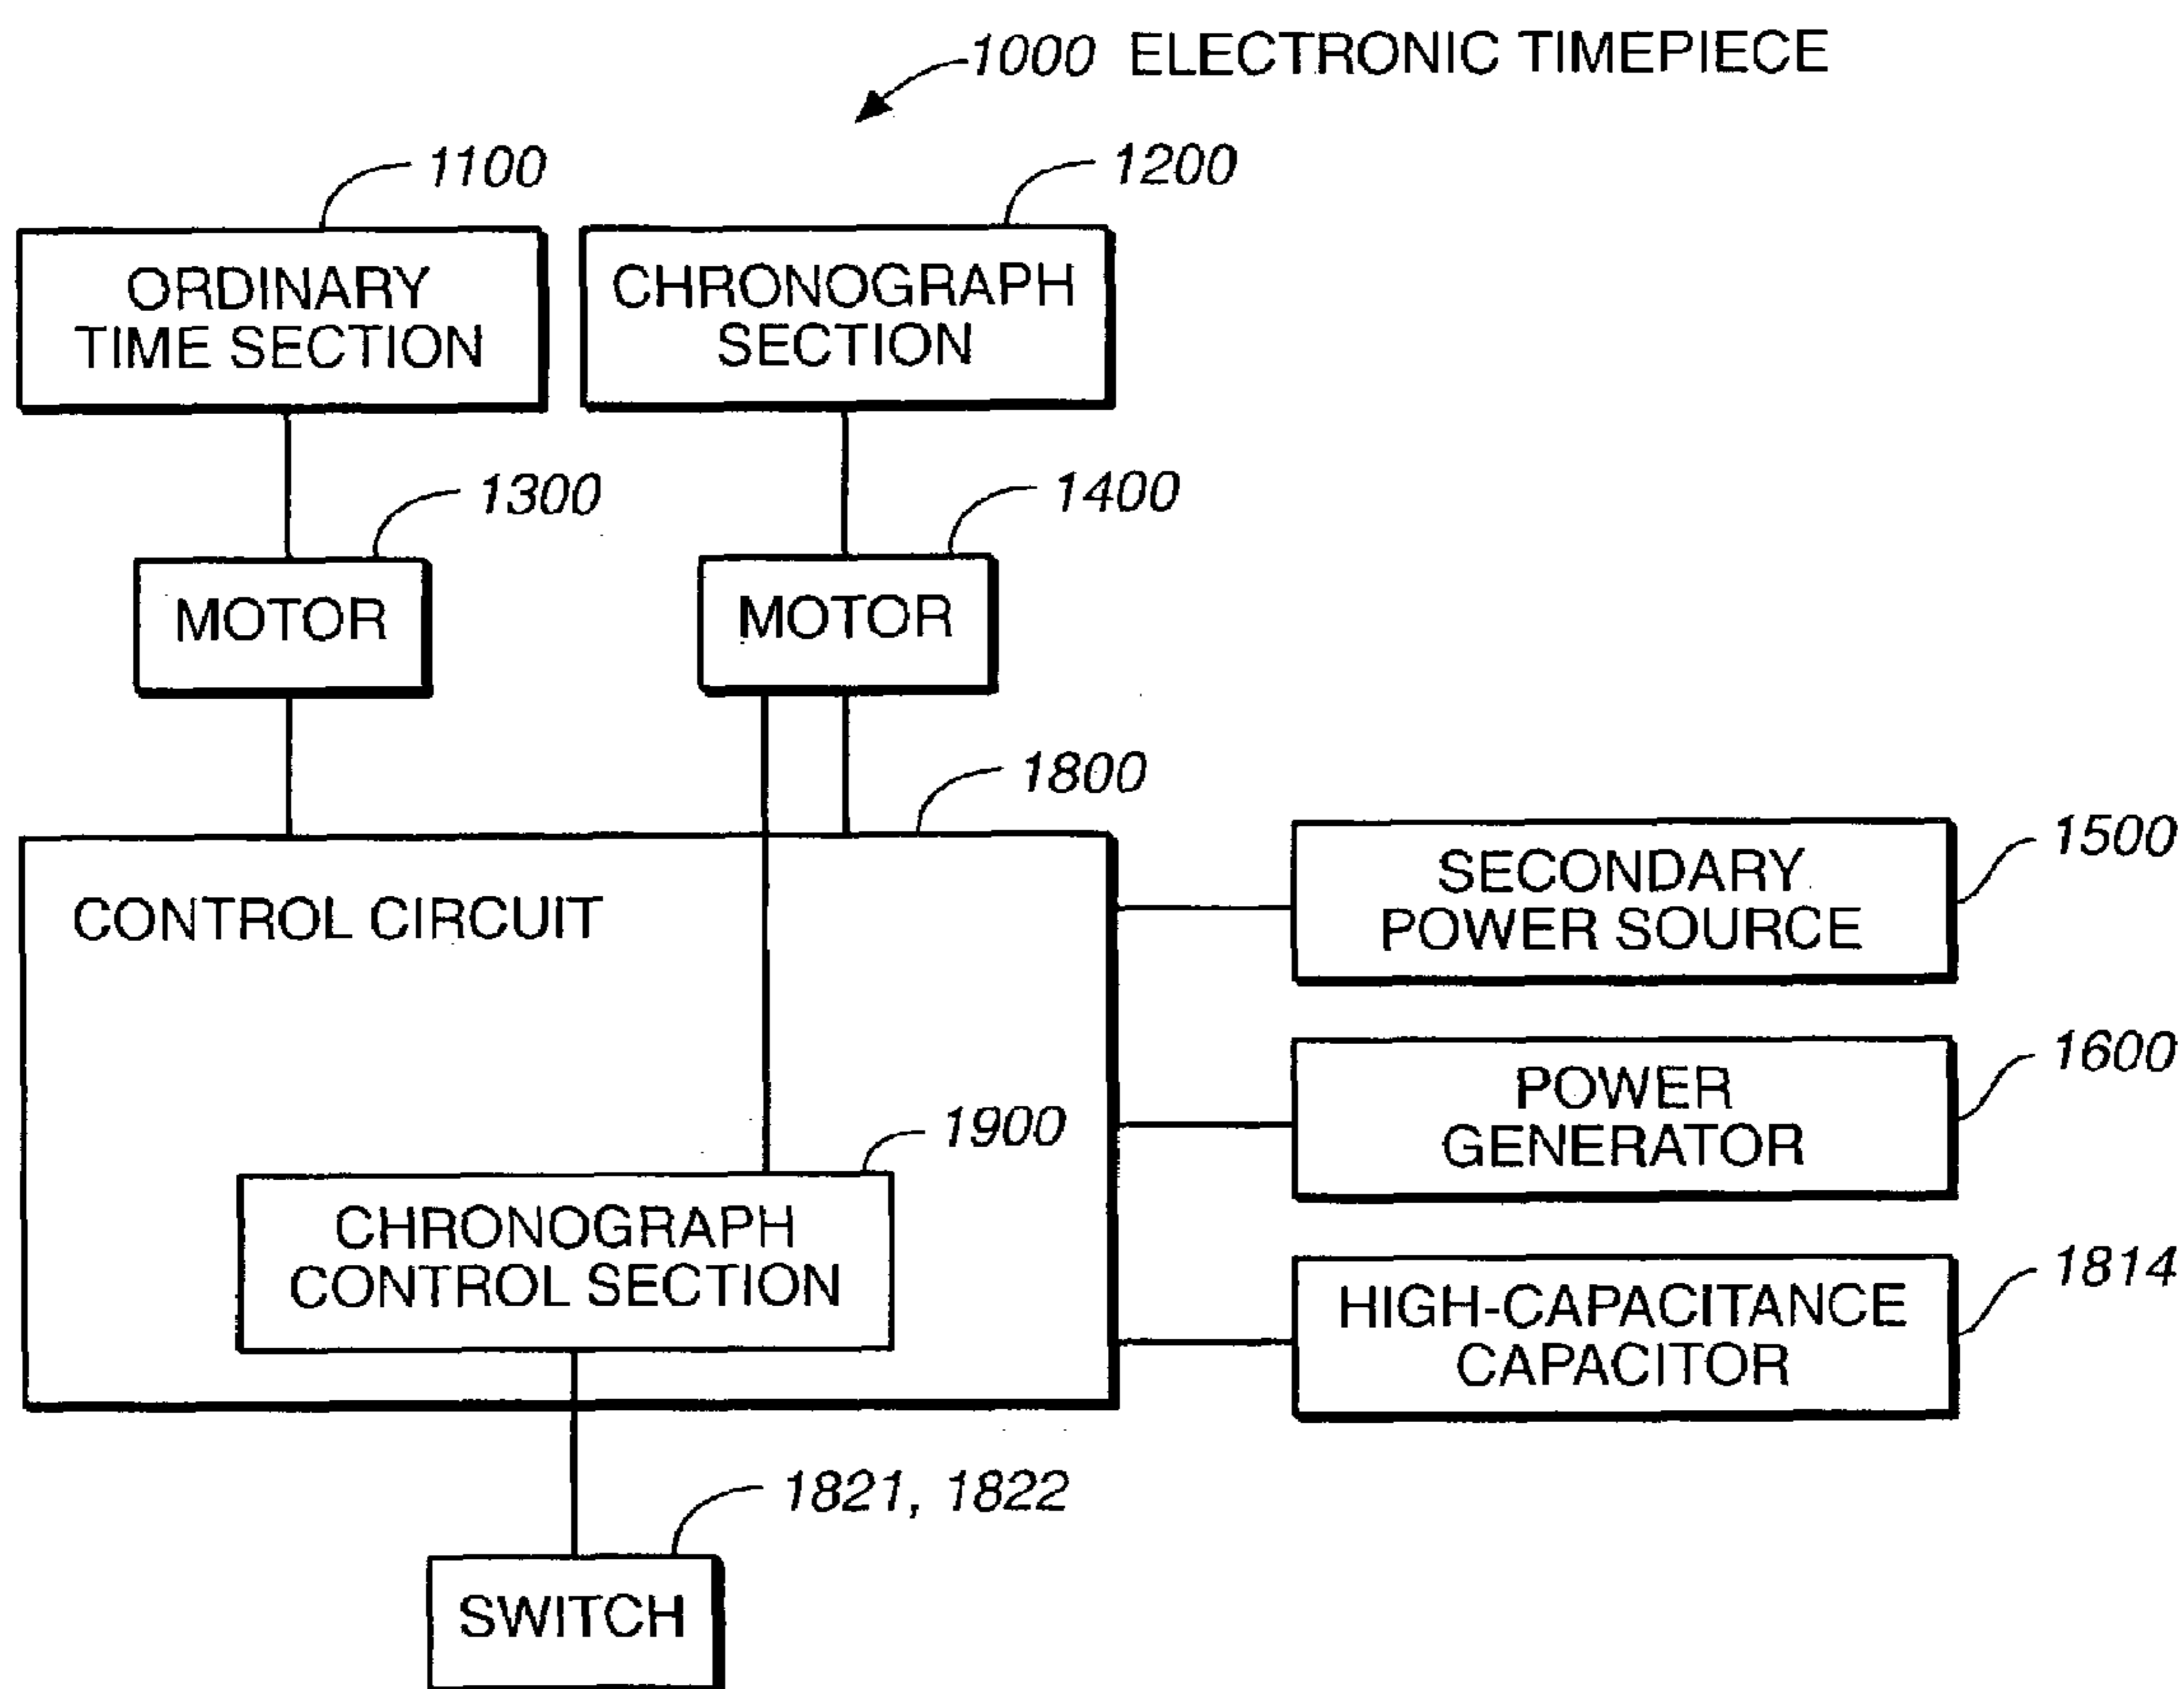 1000 ELECTRONIC TIMEPIECE
1100
1200
ORDINARY
TIME SECTION
CHRONOGRAPH
SECTION
1300
1400
MOTOR
MOTOR
1800
CONTROL CIRCUIT
1500
SECONDARY
POWER SOURCE
1600
POWER
GENERATOR
1900
CHRONOGRAPH
CONTROL SECTION
1814
HIGH-CAPACITANCE
CAPACITOR
1821, 1822
SWITCH